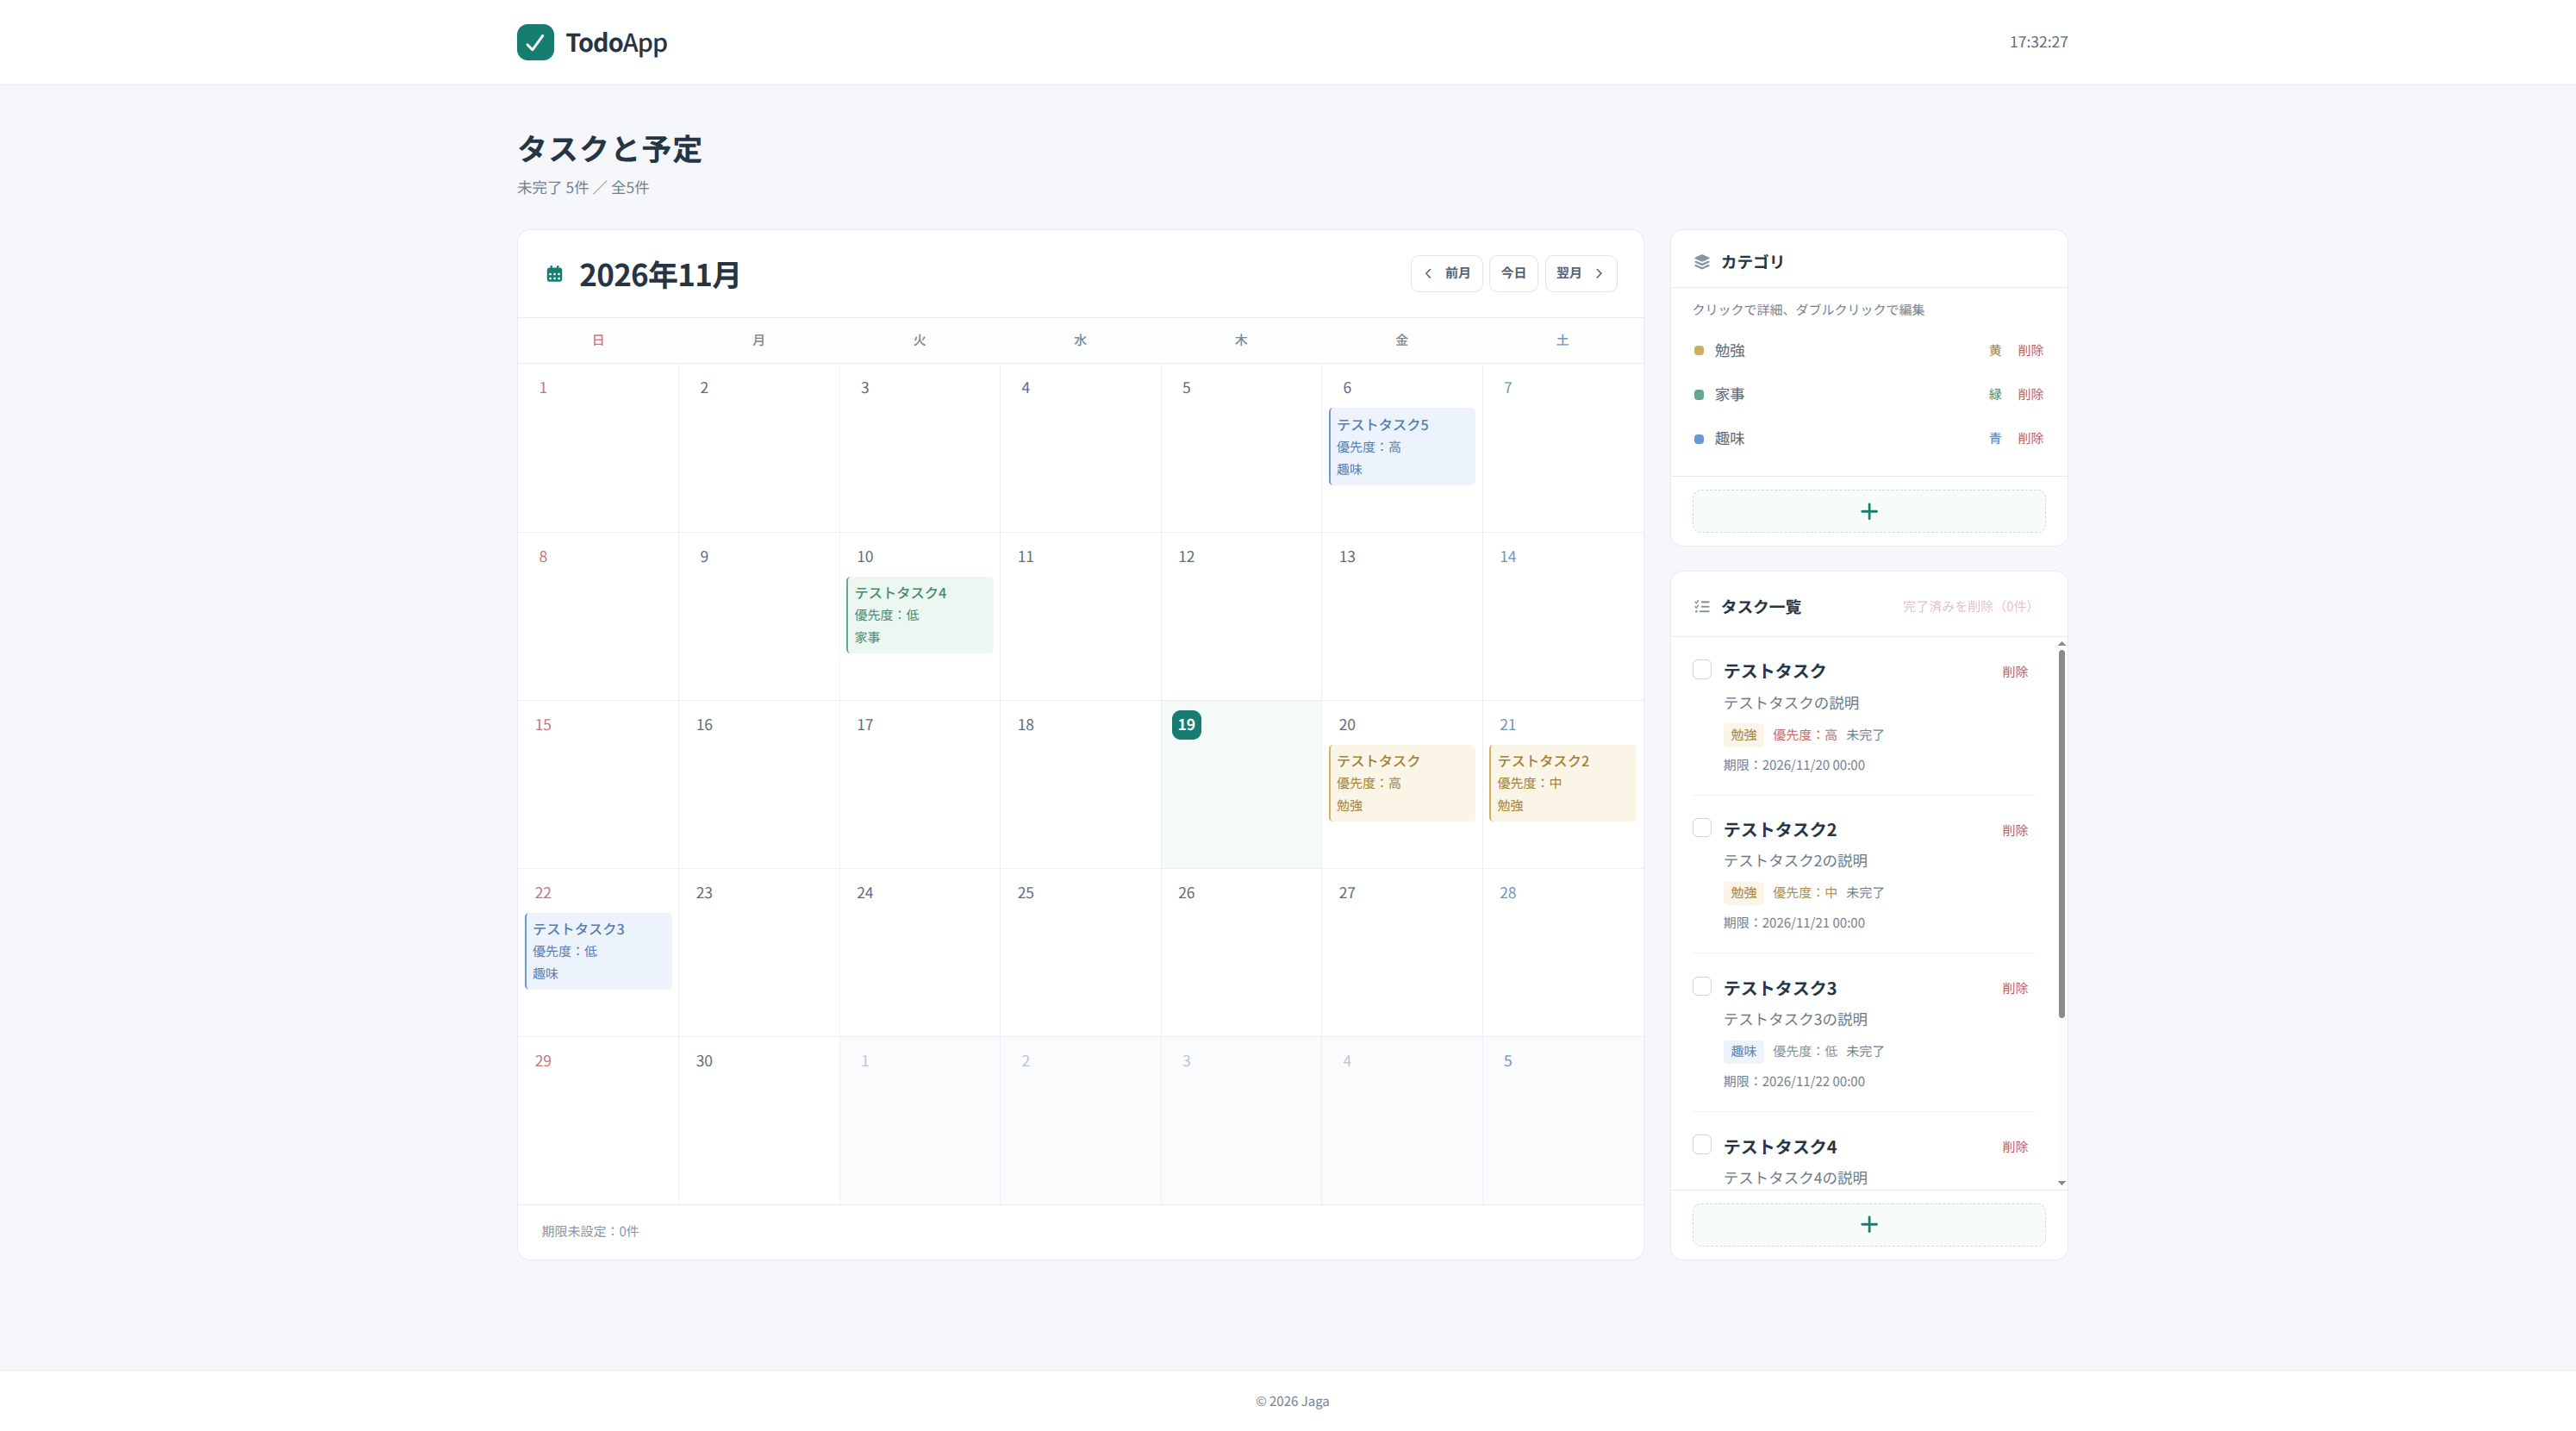 TodoApp
17:32:27
タスクと予定
未完了 5件 ／ 全5件
2026年11月
前月 今日 翌月
日 月 火 水 木 金 土
1 2 3 4 5 6 7
テストタスク5
優先度：高
趣味
8 9 10 11 12 13 14
テストタスク4
優先度：低
家事
15 16 17 18 19 20 21
テストタスク
優先度：高
勉強
テストタスク2
優先度：中
勉強
22 23 24 25 26 27 28
テストタスク3
優先度：低
趣味
29 30 1 2 3 4 5
期限未設定：0件
カテゴリ
クリックで詳細、ダブルクリックで編集
勉強 黄 削除
家事 緑 削除
趣味 青 削除
タスク一覧 完了済みを削除（0件）
テストタスク 削除
テストタスクの説明
勉強 優先度：高 未完了
期限：2026/11/20 00:00
テストタスク2 削除
テストタスク2の説明
勉強 優先度：中 未完了
期限：2026/11/21 00:00
テストタスク3 削除
テストタスク3の説明
趣味 優先度：低 未完了
期限：2026/11/22 00:00
テストタスク4 削除
テストタスク4の説明
© 2026 Jaga